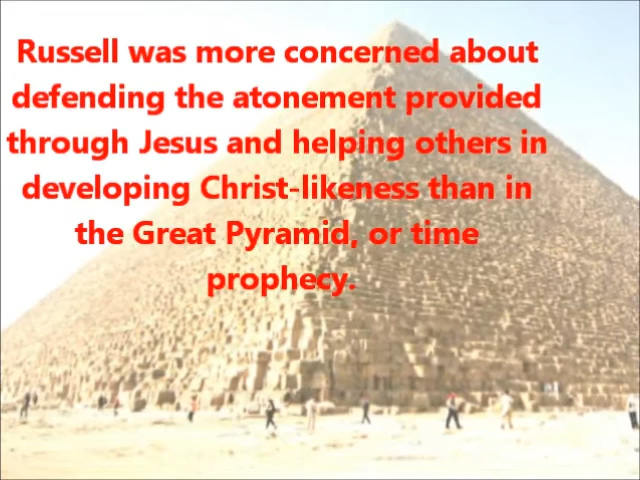 Russell was more concerned about
defending the atonement provided
through Jesus and helping others in
developing Christ-likeness than in
the Great Pyramid, or time
prophecy.